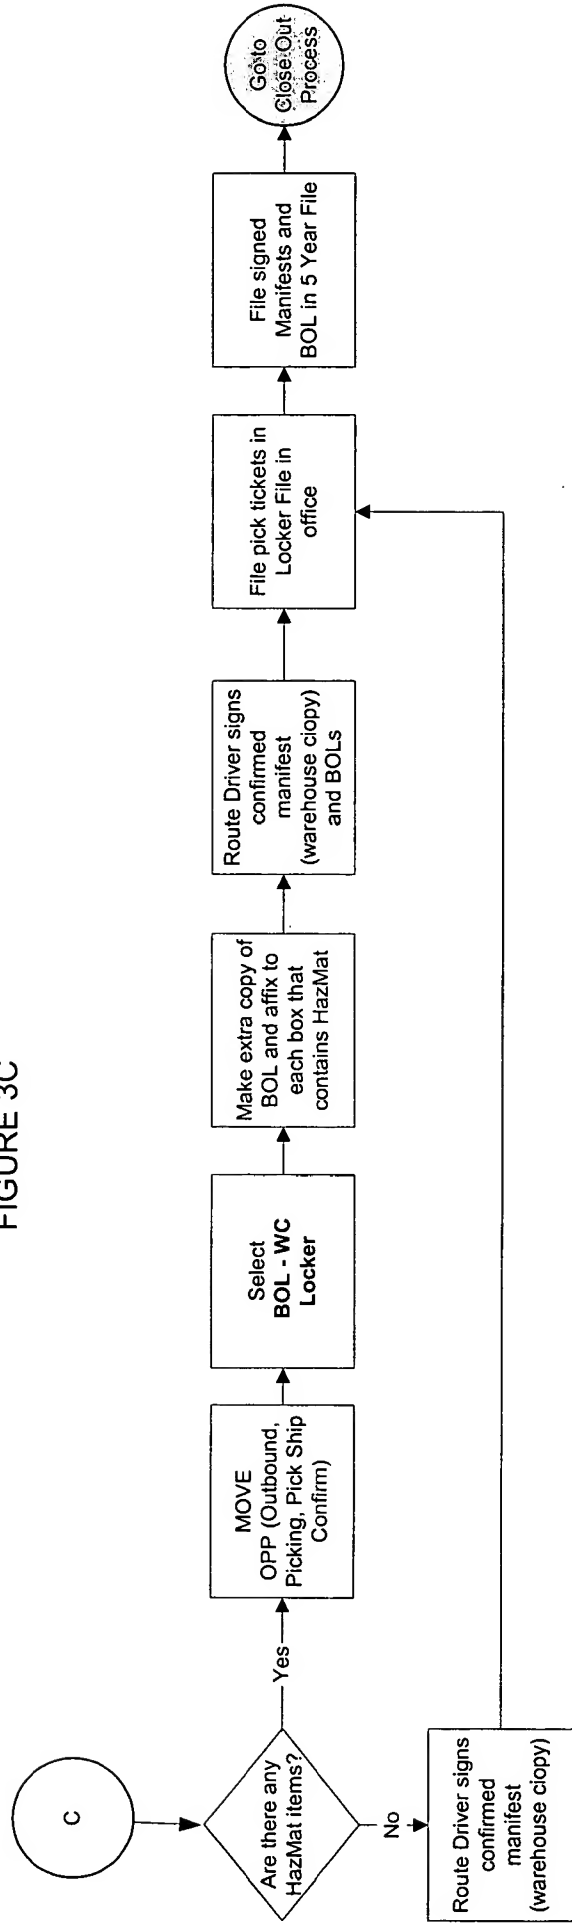 FIGURE 3C
C
Are there any
HazMat items?
Yes
No
MOVE
OPP (Outbound,
Picking, Pick Ship
Confirm)
Select
BOL - WC
Locker
Make extra copy of
BOL and affix to
each box that
contains HazMat
Route Driver signs
confirmed
manifest
(warehouse ciopy)
and BOLs
File pick tickets in
Locker File in
office
File signed
Manifests and
BOL in 5 Year File
Go to
Close Out
Process
Route Driver signs
confirmed
manifest
(warehouse ciopy)